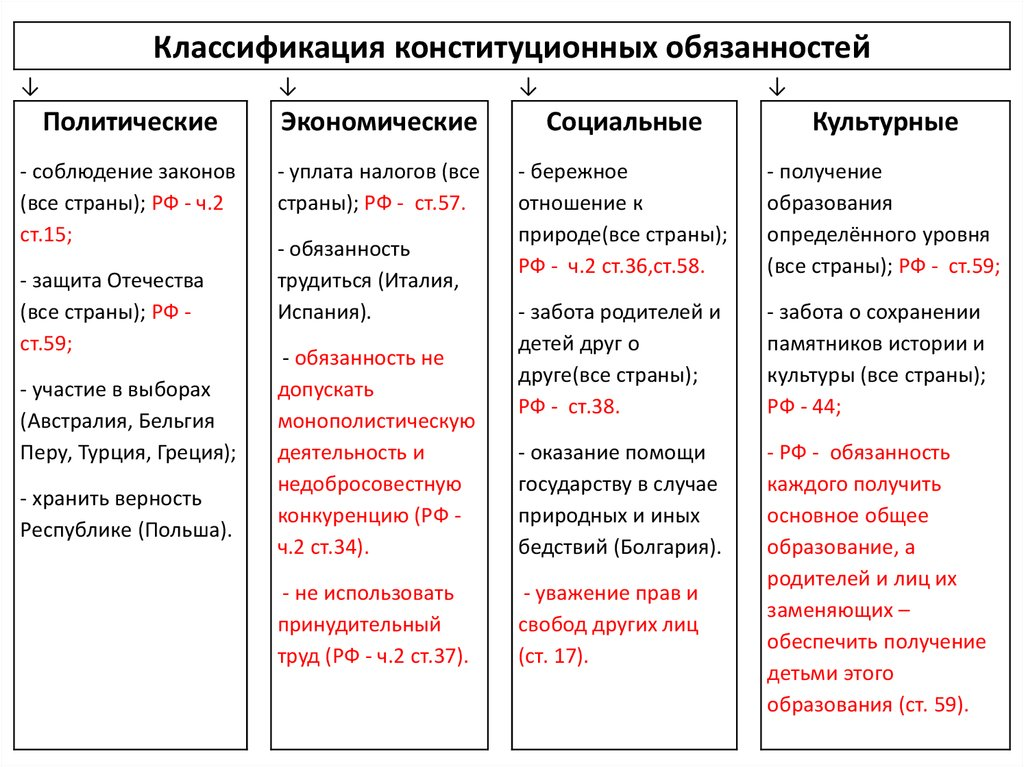 Классификация конституционных обязанностей
↓ ↓ ↓ ↓
Политические
- соблюдение законов
(все страны); РФ - ч.2
ст.15;
- защита Отечества
(все страны); РФ -
ст.59;
- участие в выборах
(Австралия, Бельгия
Перу, Турция, Греция);
- хранить верность
Республике (Польша).
Экономические
- уплата налогов (все
страны); РФ - ст.57.
- обязанность
трудиться (Италия,
Испания).
- обязанность не
допускать
монополистическую
деятельность и
недобросовестную
конкуренцию (РФ -
ч.2 ст.34).
- не использовать
принудительный
труд (РФ - ч.2 ст.37).
Социальные
- бережное
отношение к
природе(все страны);
РФ - ч.2 ст.36,ст.58.
- забота родителей и
детей друг о
друге(все страны);
РФ - ст.38.
- оказание помощи
государству в случае
природных и иных
бедствий (Болгария).
- уважение прав и
свобод других лиц
(ст. 17).
Культурные
- получение
образования
определённого уровня
(все страны); РФ - ст.59;
- забота о сохранении
памятников истории и
культуры (все страны);
РФ - 44;
- РФ - обязанность
каждого получить
основное общее
образование, а
родителей и лиц их
заменяющих –
обеспечить получение
детьми этого
образования (ст. 59).